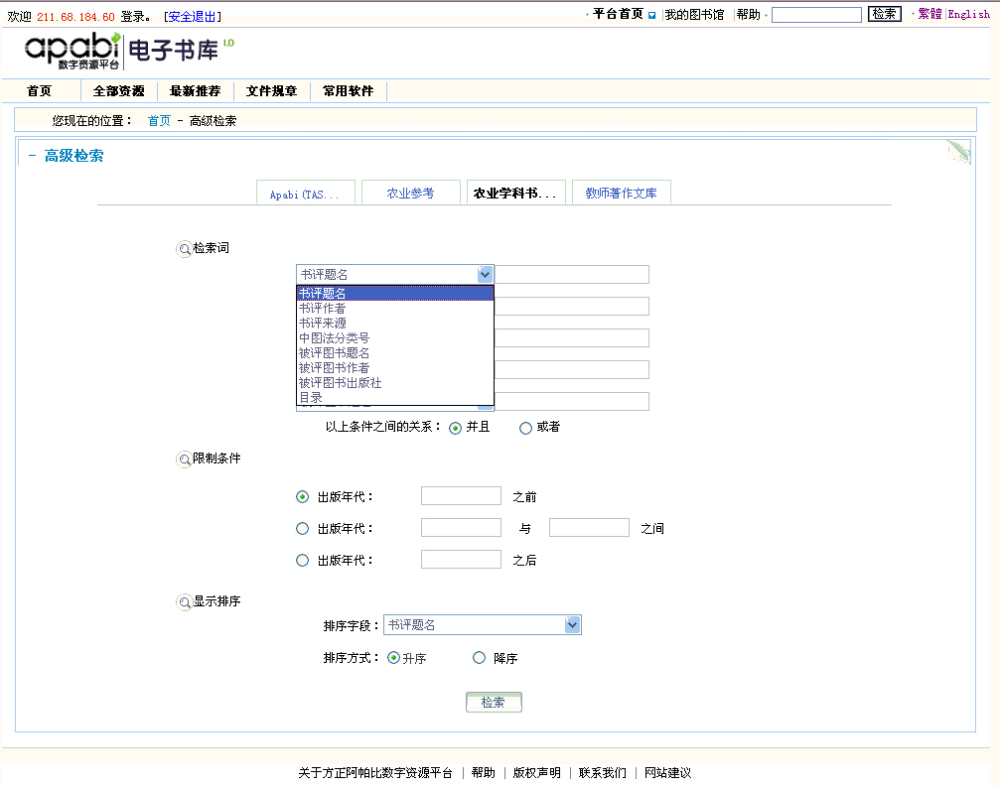 欢迎 211.68.184.60 登录。 [安全退出] 平台首页 |我的图书馆 |帮助 检索 繁體|English
apabi 电子书库 1.0
数字资源平台
首页 全部资源 最新推荐 文件规章 常用软件
您现在的位置： 首页 - 高级检索
- 高级检索
Apabi(TAS... 农业参考 农业学科书... 教师著作文库
检索词
书评题名
书评题名
书评作者
书评来源
中图法分类号
被评图书题名
被评图书作者
被评图书出版社
目录
以上条件之间的关系： 并且 或者
限制条件
出版年代： 之前
出版年代： 与 之间
出版年代： 之后
显示排序
排序字段： 书评题名
排序方式： 升序 降序
检索
关于方正阿帕比数字资源平台 | 帮助 | 版权声明 | 联系我们 | 网站建议